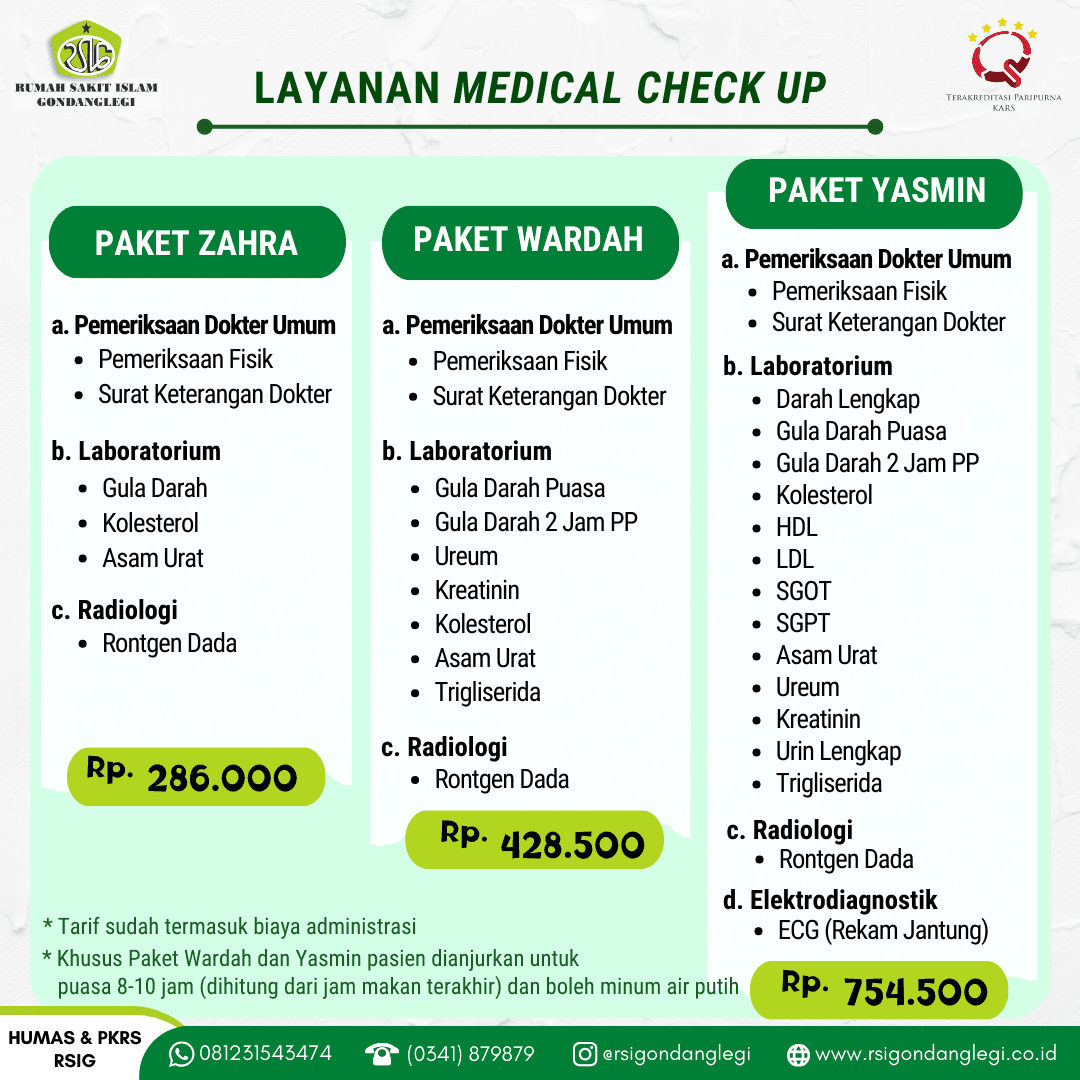 RSIG
RUMAH SAKIT ISLAM
GONDANGLEGI
LAYANAN MEDICAL CHECK UP
TERAKREDITASI PARIPURNA
KARS
PAKET ZAHRA
a. Pemeriksaan Dokter Umum
• Pemeriksaan Fisik
• Surat Keterangan Dokter
b. Laboratorium
• Gula Darah
• Kolesterol
• Asam Urat
c. Radiologi
• Rontgen Dada
Rp. 286.000
PAKET WARDAH
a. Pemeriksaan Dokter Umum
• Pemeriksaan Fisik
• Surat Keterangan Dokter
b. Laboratorium
• Gula Darah Puasa
• Gula Darah 2 Jam PP
• Ureum
• Kreatinin
• Kolesterol
• Asam Urat
• Trigliserida
c. Radiologi
• Rontgen Dada
Rp. 428.500
PAKET YASMIN
a. Pemeriksaan Dokter Umum
• Pemeriksaan Fisik
• Surat Keterangan Dokter
b. Laboratorium
• Darah Lengkap
• Gula Darah Puasa
• Gula Darah 2 Jam PP
• Kolesterol
• HDL
• LDL
• SGOT
• SGPT
• Asam Urat
• Ureum
• Kreatinin
• Urin Lengkap
• Trigliserida
c. Radiologi
• Rontgen Dada
d. Elektrodiagnostik
• ECG (Rekam Jantung)
Rp. 754.500
* Tarif sudah termasuk biaya administrasi
* Khusus Paket Wardah dan Yasmin pasien dianjurkan untuk
puasa 8-10 jam (dihitung dari jam makan terakhir) dan boleh minum air putih
HUMAS & PKRS
RSIG
081231543474
(0341) 879879
@rsigondanglegi
www.rsigondanglegi.co.id